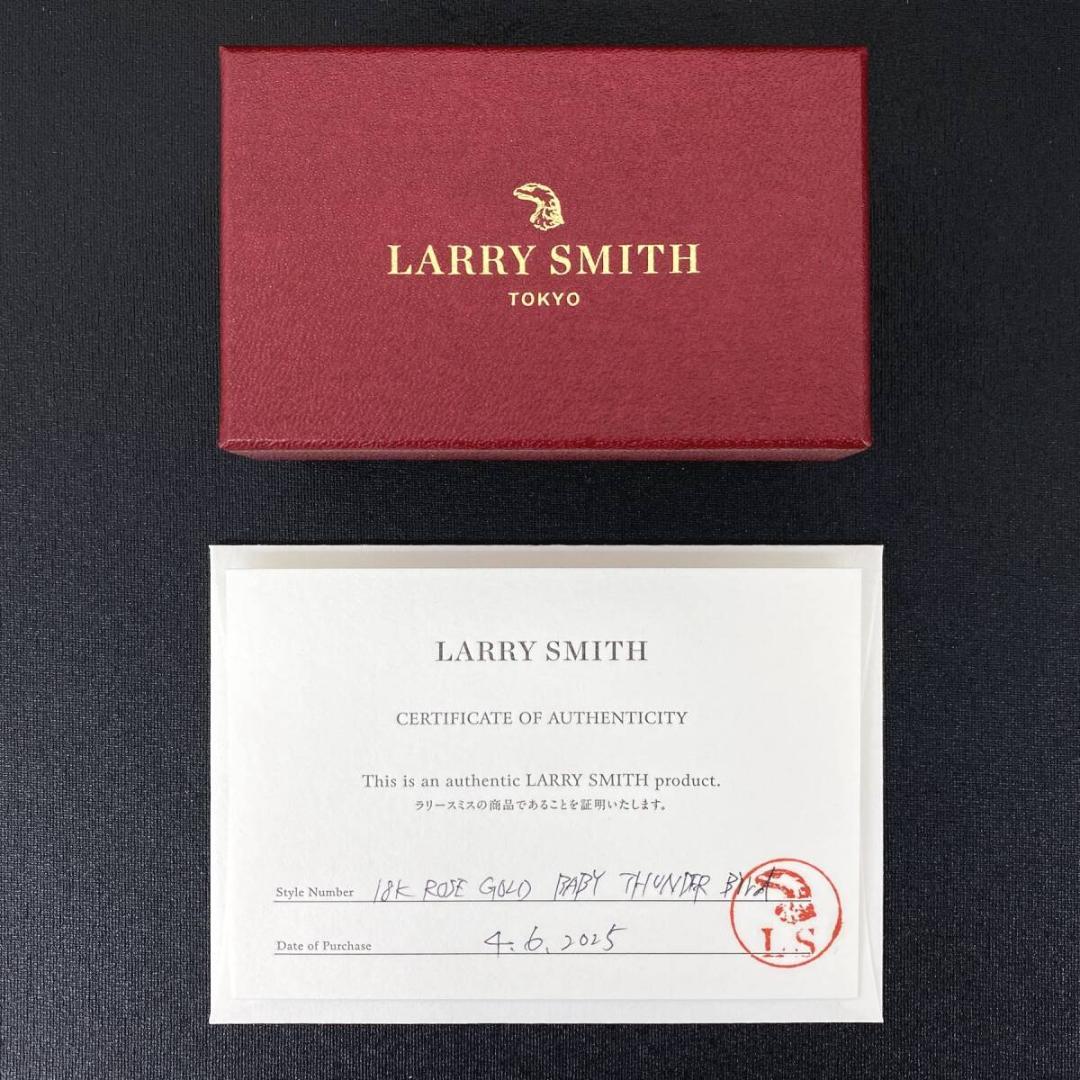 LARRY SMITH
TOKYO
LARRY SMITH
CERTIFICATE OF AUTHENTICITY
This is an authentic LARRY SMITH product.
ラリースミスの商品であることを証明いたします。
Style Number 18K ROSE GOLD BABY THUNDER Bird
Date of Purchase 4.6.2025
LS